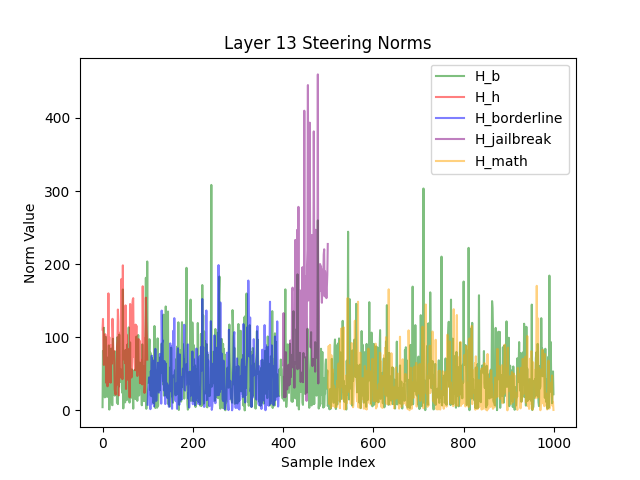 Layer 13 Steering Norms
H_b
H_h
H_borderline
H_jailbreak
H_math
Norm Value
400
300
200
100
0
0
200
400
600
800
1000
Sample Index